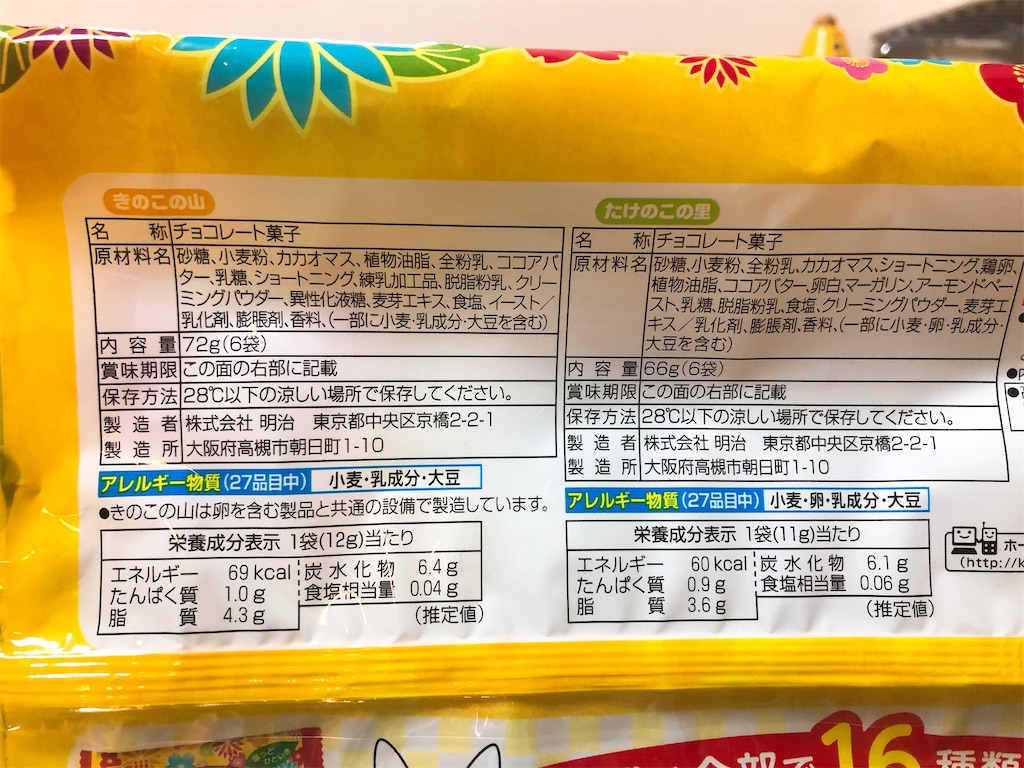 きのこの山
名 称 チョコレート菓子
原材料名 砂糖、小麦粉、カカオマス、植物油脂、全粉乳、ココアバ
ター、乳糖、ショートニング、練乳加工品、脱脂粉乳、クリー
ミングパウダー、異性化液糖、麦芽エキス、食塩、イースト／
乳化剤、膨脹剤、香料、(一部に小麦・乳成分・大豆を含む)
内容量 72g(6袋)
賞味期限 この面の右部に記載
保存方法 28℃以下の涼しい場所で保存してください。
製造者 株式会社 明治 東京都中央区京橋2-2-1
製造所 大阪府高槻市朝日町1-10
アレルギー物質(27品目中) 小麦・乳成分・大豆
●きのこの山は卵を含む製品と共通の設備で製造しています。
栄養成分表示 1袋(12g)当たり
エネルギー 69kcal 炭水化物 6.4g
たんぱく質 1.0g 食塩相当量 0.04g
脂質 4.3g (推定値)
たけのこの里
名 称 チョコレート菓子
原材料名 砂糖、小麦粉、全粉乳、カカオマス、ショートニング、鶏卵、
植物油脂、ココアバター、卵白、マーガリン、アーモンドペー
スト、乳糖、脱脂粉乳、食塩、クリーミングパウダー、麦芽エ
キス／乳化剤、膨脹剤、香料、(一部に小麦・卵・乳成分・
大豆を含む)
内容量 66g(6袋)
賞味期限 この面の右部に記載
保存方法 28℃以下の涼しい場所で保存してください。
製造者 株式会社 明治 東京都中央区京橋2-2-1
製造所 大阪府高槻市朝日町1-10
アレルギー物質(27品目中) 小麦・卵・乳成分・大豆
栄養成分表示 1袋(11g)当たり
エネルギー 60kcal 炭水化物 6.1g
たんぱく質 0.9g 食塩相当量 0.06g
脂質 3.6g (推定値)
ホー
(http://k
全部で16種類